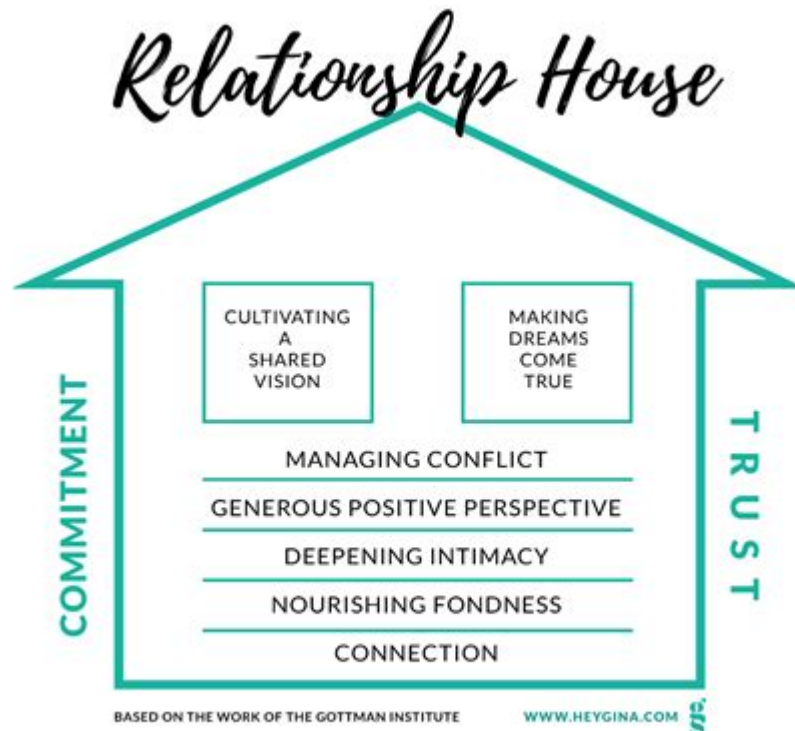 Relationship House
CULTIVATING
A
SHARED
VISION
MAKING
DREAMS
COME
TRUE
COMMITMENT
TRUST
MANAGING CONFLICT
GENEROUS POSITIVE PERSPECTIVE
DEEPENING INTIMACY
NOURISHING FONDNESS
CONNECTION
BASED ON THE WORK OF THE GOTTMAN INSTITUTE
WWW.HEYGINA.COM